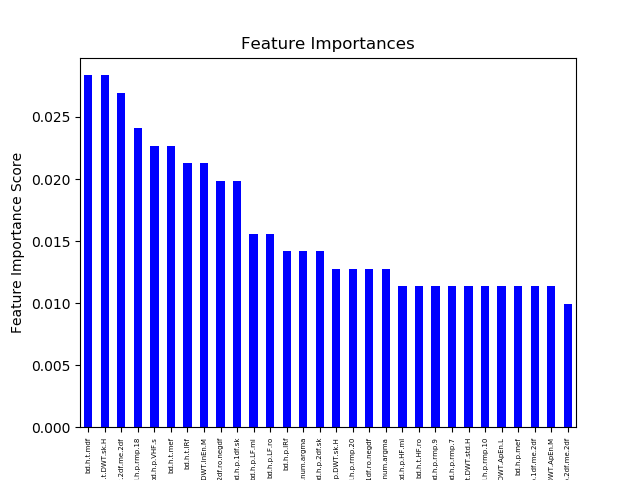 Feature Importances
Feature Importance Score
0.025
0.020
0.015
0.010
0.005
0.000
bd.h.t.mdf
.t.DWT.sk.H
.2df.me.2df
.h.p.rmp.18
d.h.p.VHF.s
bd.h.t.mef
bd.h.t.lRf
DWT.InEn.M
2df.ro.negdf
d.h.p.1df.sk
bd.h.p.LF.mi
bd.h.p.LF.ro
bd.h.p.lRf
num.argma
d.h.p.2df.sk
p.DWT.sk.H
.h.p.rmp.20
1df.ro.negdf
num.argma
bd.h.p.HF.mi
bd.h.t.HF.ro
d.h.p.rmp.9
d.h.p.rmp.7
t.DWT.std.H
.h.p.rmp.10
DWT.ApEn.L
bd.h.p.mef
.1df.me.2df
DWT.ApEn.M
.2df.me.2df